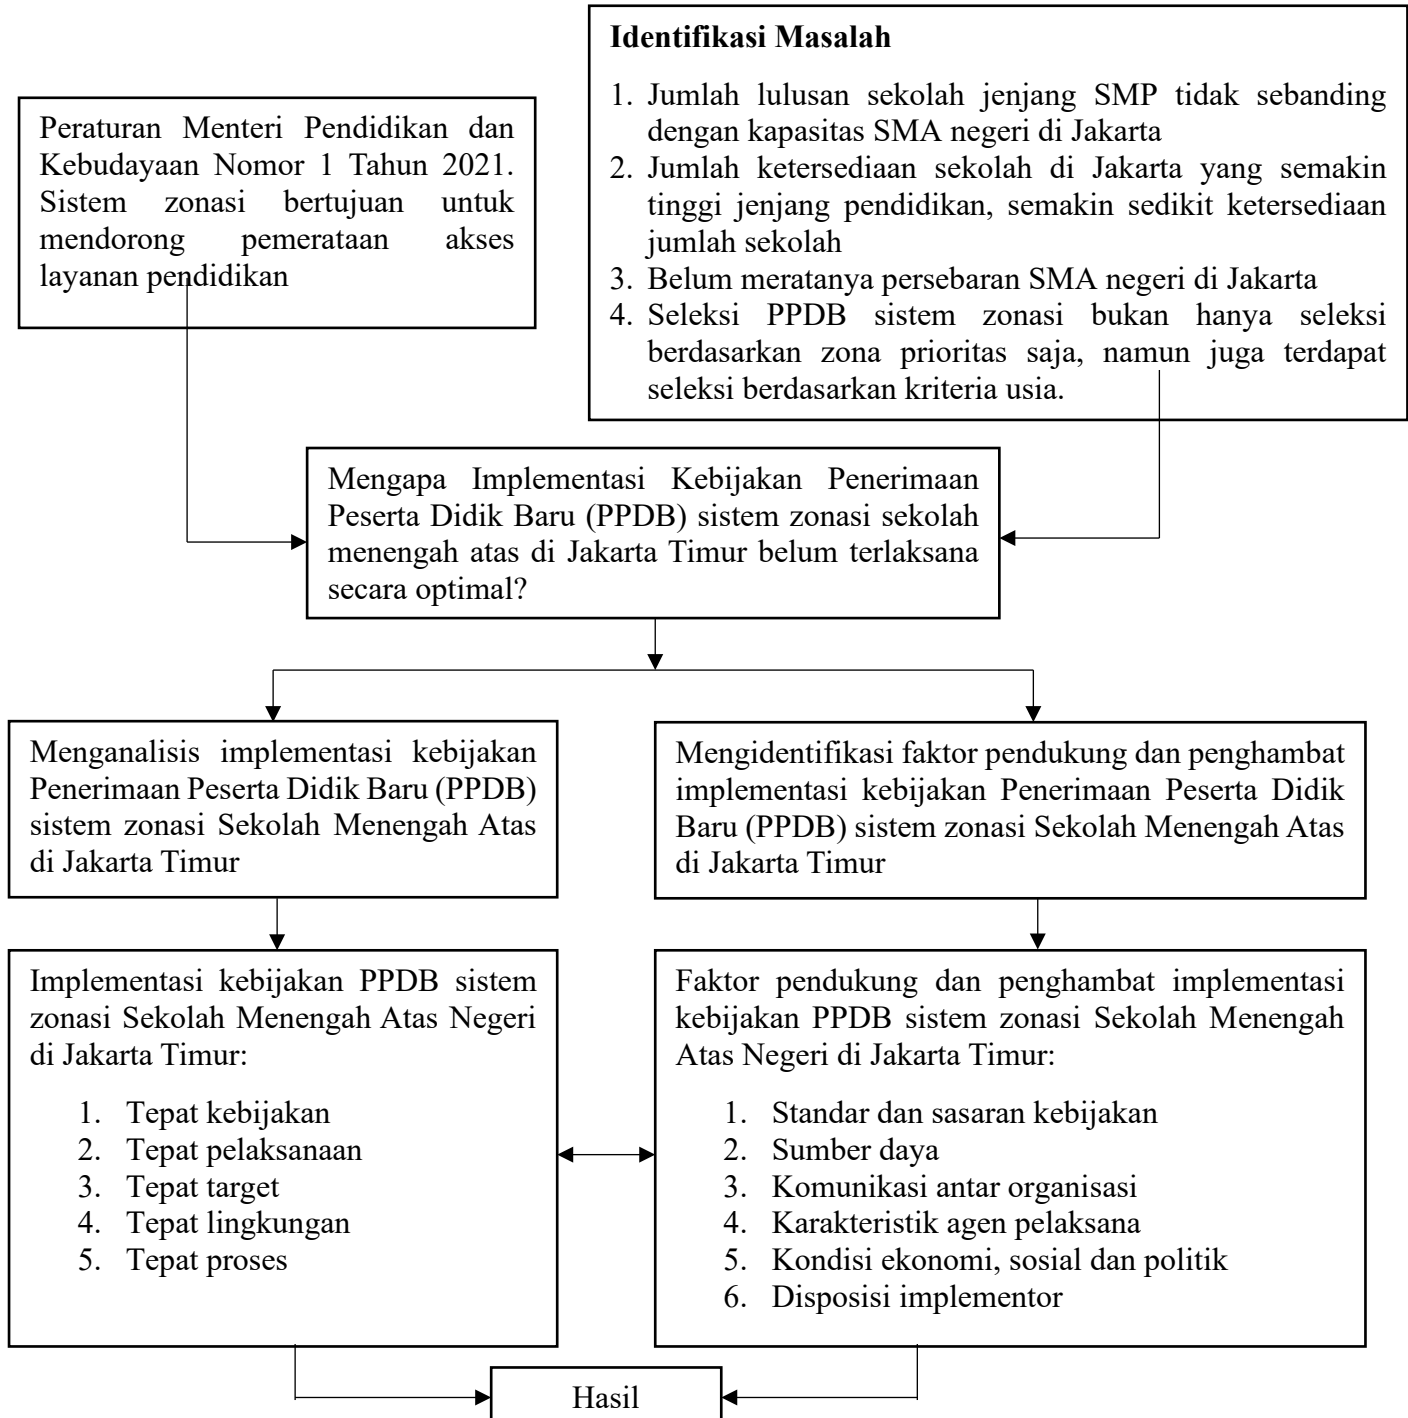 Identifikasi Masalah
1. Jumlah lulusan sekolah jenjang SMP tidak sebanding
dengan kapasitas SMA negeri di Jakarta
2. Jumlah ketersediaan sekolah di Jakarta yang semakin
tinggi jenjang pendidikan, semakin sedikit ketersediaan
jumlah sekolah
3. Belum meratanya persebaran SMA negeri di Jakarta
4. Seleksi PPDB sistem zonasi bukan hanya seleksi
berdasarkan zona prioritas saja, namun juga terdapat
seleksi berdasarkan kriteria usia.
Peraturan Menteri Pendidikan dan
Kebudayaan Nomor 1 Tahun 2021.
Sistem zonasi bertujuan untuk
mendorong pemerataan akses
layanan pendidikan
Mengapa Implementasi Kebijakan Penerimaan
Peserta Didik Baru (PPDB) sistem zonasi sekolah
menengah atas di Jakarta Timur belum terlaksana
secara optimal?
Menganalisis implementasi kebijakan
Penerimaan Peserta Didik Baru (PPDB)
sistem zonasi Sekolah Menengah Atas
di Jakarta Timur
Mengidentifikasi faktor pendukung dan penghambat
implementasi kebijakan Penerimaan Peserta Didik
Baru (PPDB) sistem zonasi Sekolah Menengah Atas
di Jakarta Timur
Implementasi kebijakan PPDB sistem
zonasi Sekolah Menengah Atas Negeri
di Jakarta Timur:
1. Tepat kebijakan
2. Tepat pelaksanaan
3. Tepat target
4. Tepat lingkungan
5. Tepat proses
Faktor pendukung dan penghambat implementasi
kebijakan PPDB sistem zonasi Sekolah Menengah
Atas Negeri di Jakarta Timur:
1. Standar dan sasaran kebijakan
2. Sumber daya
3. Komunikasi antar organisasi
4. Karakteristik agen pelaksana
5. Kondisi ekonomi, sosial dan politik
6. Disposisi implementor
Hasil